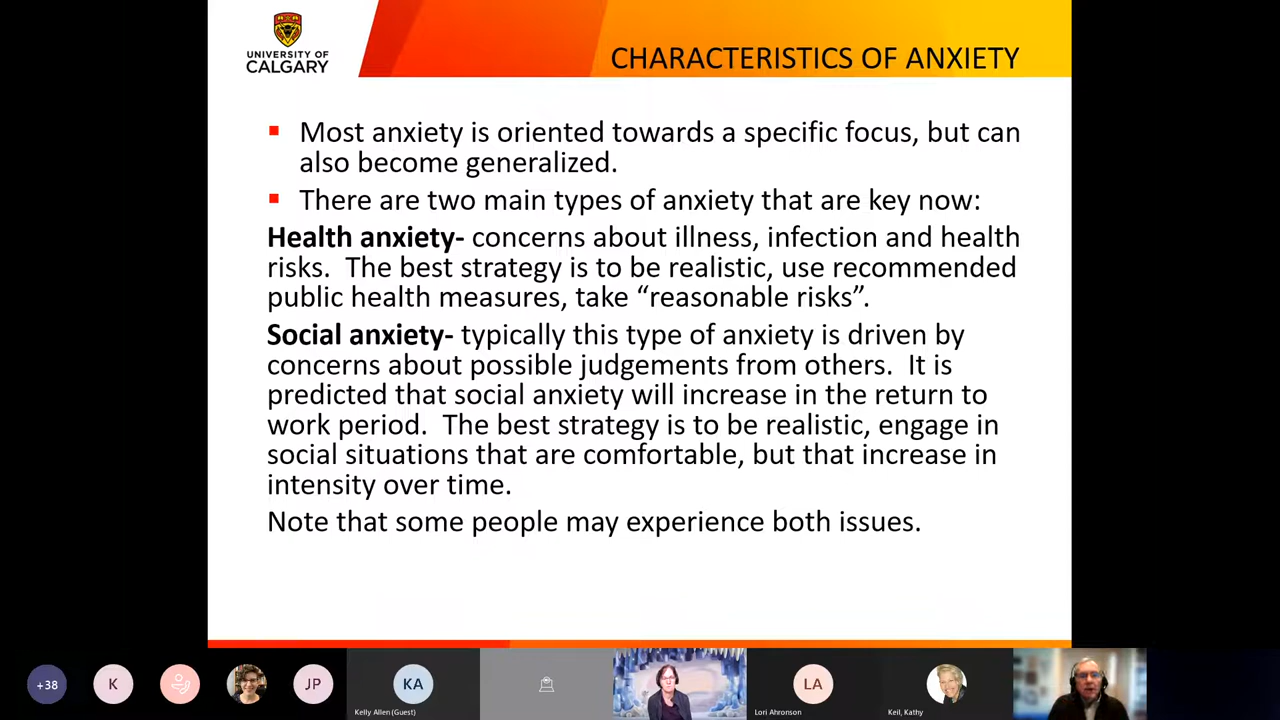 UNIVERSITY OF
CALGARY
CHARACTERISTICS OF ANXIETY
Most anxiety is oriented towards a specific focus, but can
also become generalized.
There are two main types of anxiety that are key now:
Health anxiety- concerns about illness, infection and health
risks.  The best strategy is to be realistic, use recommended
public health measures, take “reasonable risks”.
Social anxiety- typically this type of anxiety is driven by
concerns about possible judgements from others.  It is
predicted that social anxiety will increase in the return to
work period.  The best strategy is to be realistic, engage in
social situations that are comfortable, but that increase in
intensity over time.
Note that some people may experience both issues.
+38
K
JP
KA
Kelly Allen (Guest)
LA
Lori Ahronson
Keil, Kathy